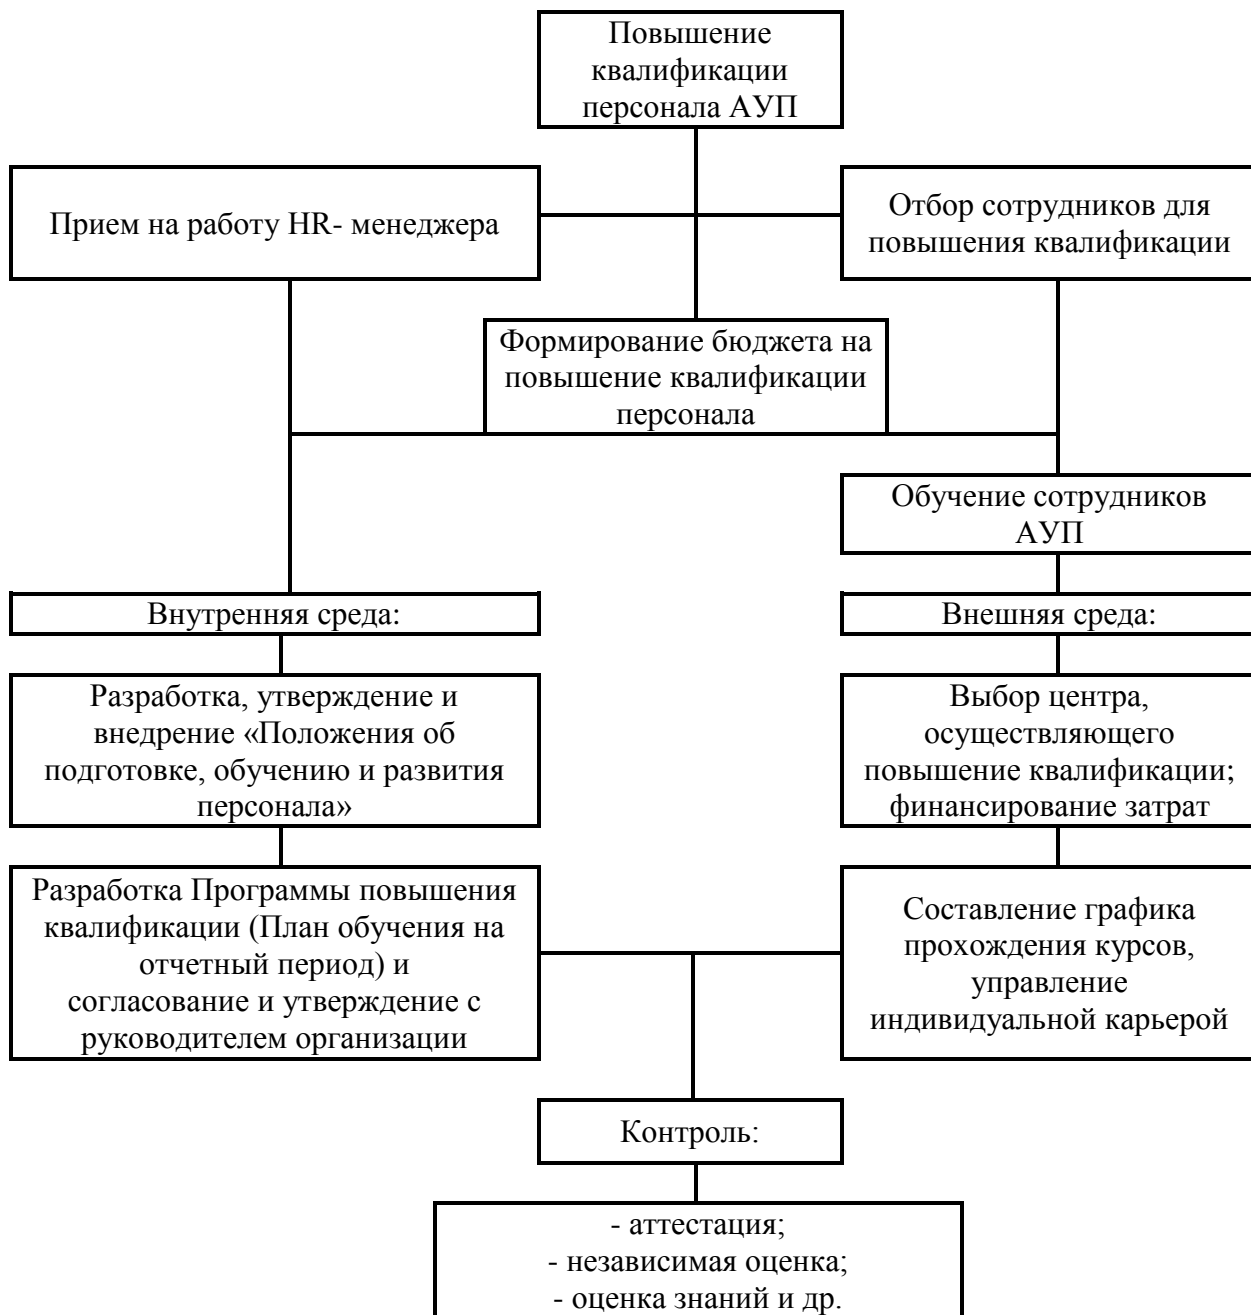 Повышение
квалификации
персонала АУП
Прием на работу HR- менеджера
Отбор сотрудников для
повышения квалификации
Формирование бюджета на
повышение квалификации
персонала
Обучение сотрудников
АУП
Внутренняя среда:
Внешняя среда:
Разработка, утверждение и
внедрение «Положения об
подготовке, обучению и развития
персонала»
Выбор центра,
осуществляющего
повышение квалификации;
финансирование затрат
Разработка Программы повышения
квалификации (План обучения на
отчетный период) и
согласование и утверждение с
руководителем организации
Составление графика
прохождения курсов,
управление
индивидуальной карьерой
Контроль:
- аттестация;
- независимая оценка;
- оценка знаний и др.